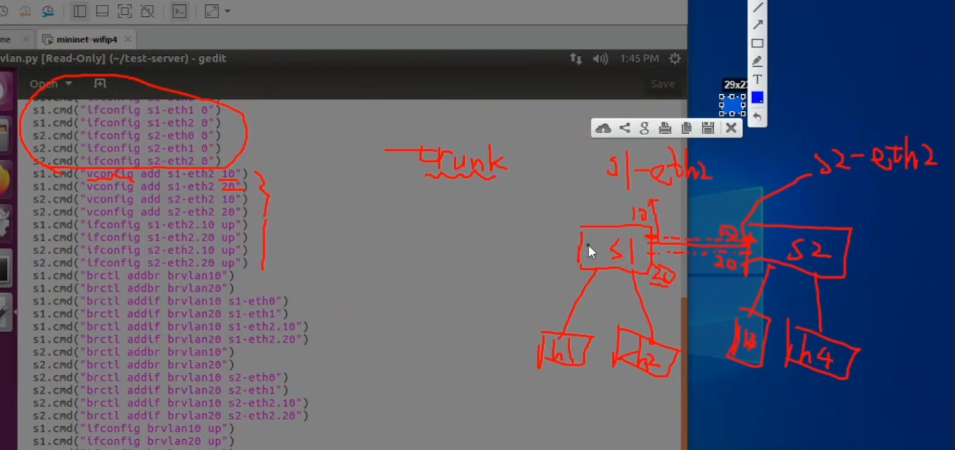 me
mininet-wifip4
vlan.py [Read-Only] (~/test-server) - gedit
1:45 PM
Open
Save
s1.cmd("ifconfig s1-eth1 0")
s1.cmd("ifconfig s1-eth2 0")
s2.cmd("ifconfig s2-eth0 0")
s2.cmd("ifconfig s2-eth1 0")
s2.cmd("ifconfig s2-eth2 0")
s1.cmd("vconfig add s1-eth2 10")
s1.cmd("vconfig add s1-eth2 20")
s2.cmd("vconfig add s2-eth2 10")
s2.cmd("vconfig add s2-eth2 20")
s1.cmd("ifconfig s1-eth2.10 up")
s1.cmd("ifconfig s1-eth2.20 up")
s2.cmd("ifconfig s2-eth2.10 up")
s2.cmd("ifconfig s2-eth2.20 up")
s1.cmd("brctl addbr brvlan10")
s1.cmd("brctl addbr brvlan20")
s1.cmd("brctl addif brvlan10 s1-eth0")
s1.cmd("brctl addif brvlan20 s1-eth1")
s1.cmd("brctl addif brvlan10 s1-eth2.10")
s1.cmd("brctl addif brvlan20 s1-eth2.20")
s2.cmd("brctl addbr brvlan10")
s2.cmd("brctl addbr brvlan20")
s2.cmd("brctl addif brvlan10 s2-eth0")
s2.cmd("brctl addif brvlan20 s2-eth1")
s2.cmd("brctl addif brvlan10 s2-eth2.10")
s2.cmd("brctl addif brvlan20 s2-eth2.20")
s1.cmd("ifconfig brvlan10 up")
s1.cmd("ifconfig brvlan20 up")
trunk
s1-eth2
s2-eth2
10
10
S1
S2
20
20
h1
h2
h4